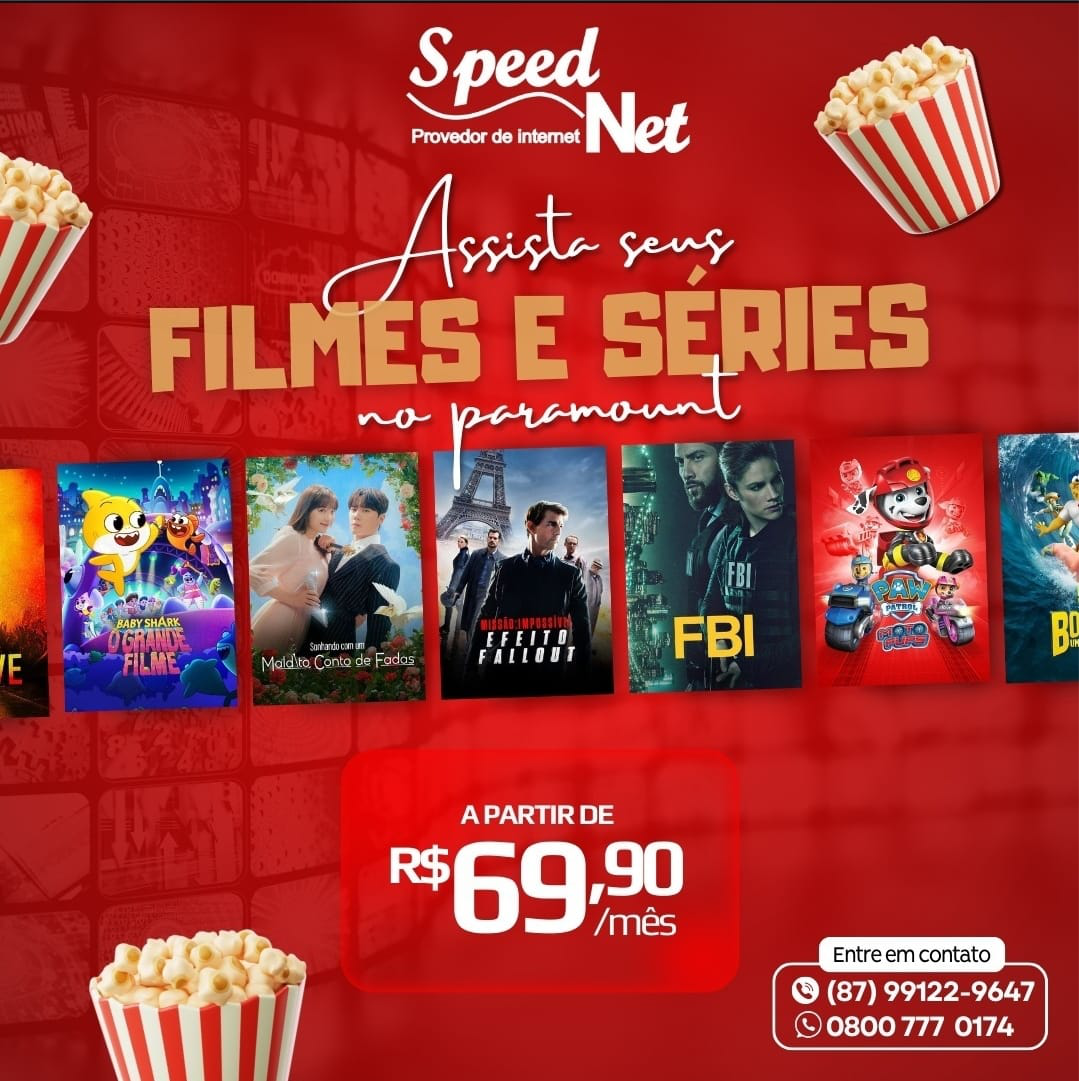 Speed
Provedor de internet Net
Assista seus
FILMES E SÉRIES
no paramount
VE
BABY SHARK
O GRANDE
FILME
Sonhando com um
Maldito Conto de Fadas
MISSÃO:IMPOSSÍVEL
EFEITO
FALLOUT
FBI
FBI
PAW
PATROL
MOTO
PUPS
BO
UM
A PARTIR DE
R$69,90
/mês
Entre em contato
(87) 99122-9647
0800 777 0174